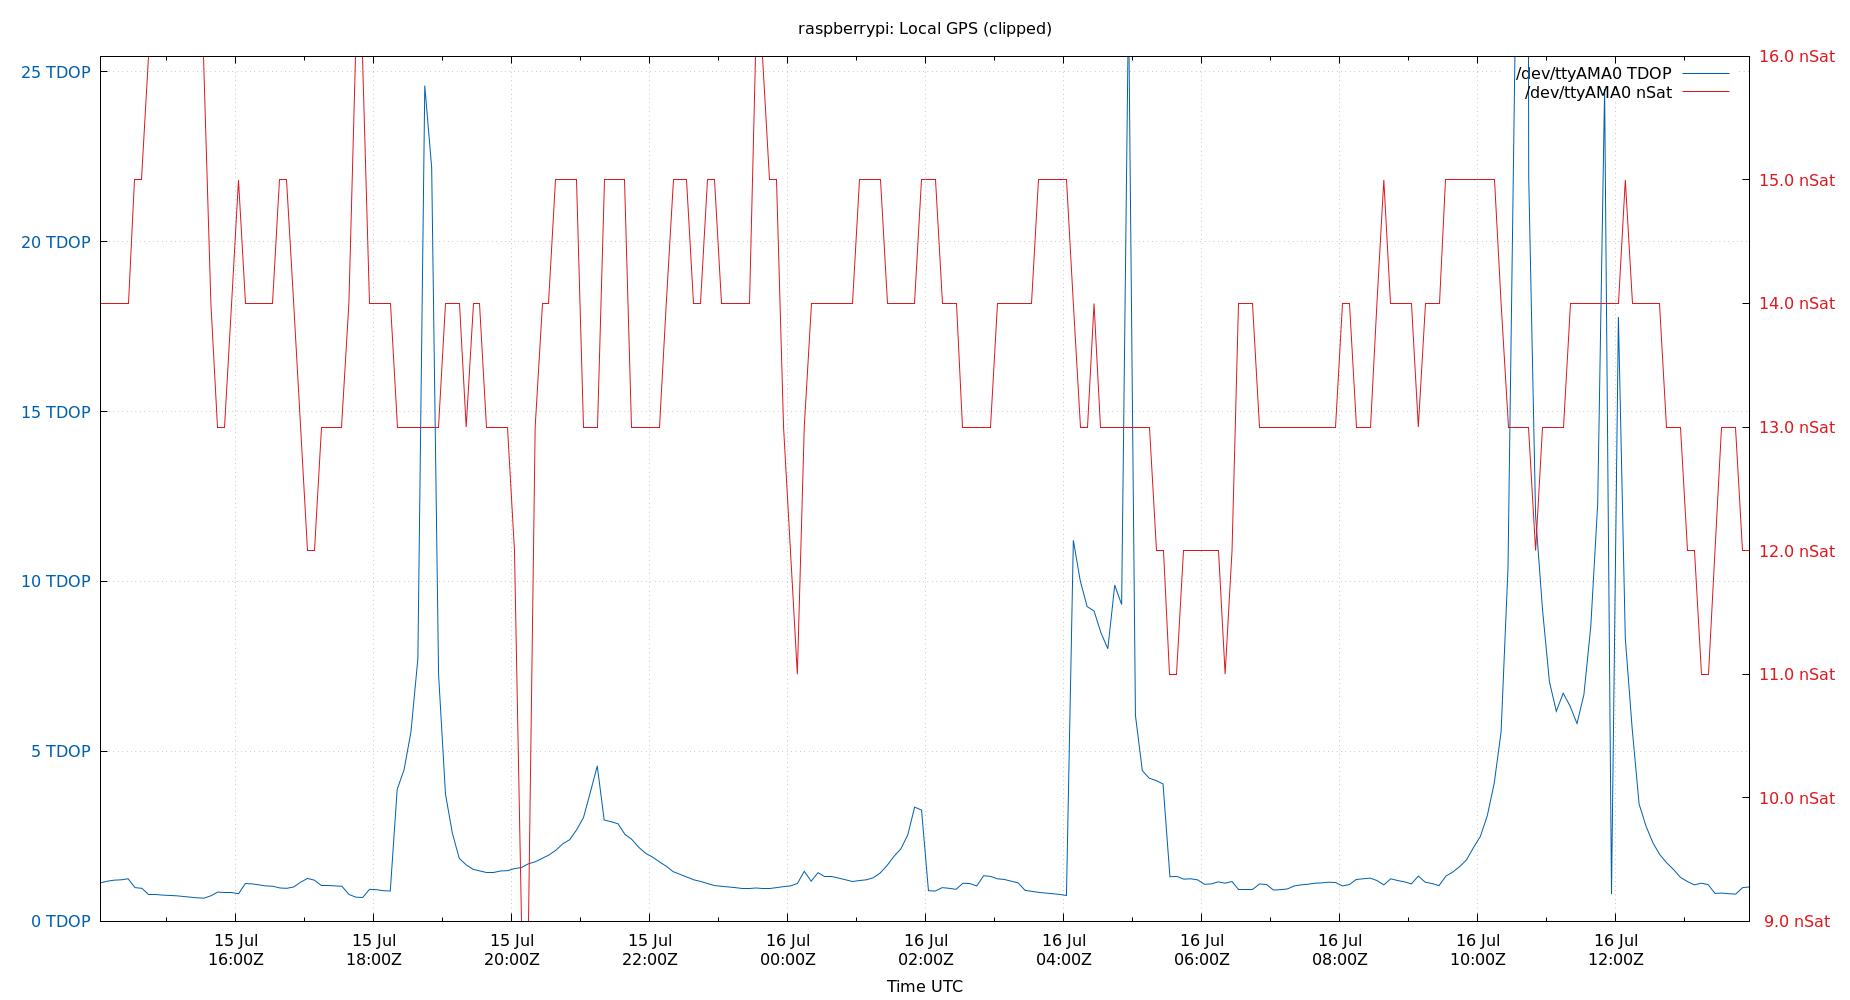 raspberrypi: Local GPS (clipped)
25 TDOP
20 TDOP
15 TDOP
10 TDOP
5 TDOP
0 TDOP
/dev/ttyAMA0 TDOP
/dev/ttyAMA0 nSat
16.0 nSat
15.0 nSat
14.0 nSat
13.0 nSat
12.0 nSat
11.0 nSat
10.0 nSat
9.0 nSat
15 Jul
16:00Z
15 Jul
18:00Z
15 Jul
20:00Z
15 Jul
22:00Z
16 Jul
00:00Z
16 Jul
02:00Z
16 Jul
04:00Z
16 Jul
06:00Z
16 Jul
08:00Z
16 Jul
10:00Z
16 Jul
12:00Z
Time UTC